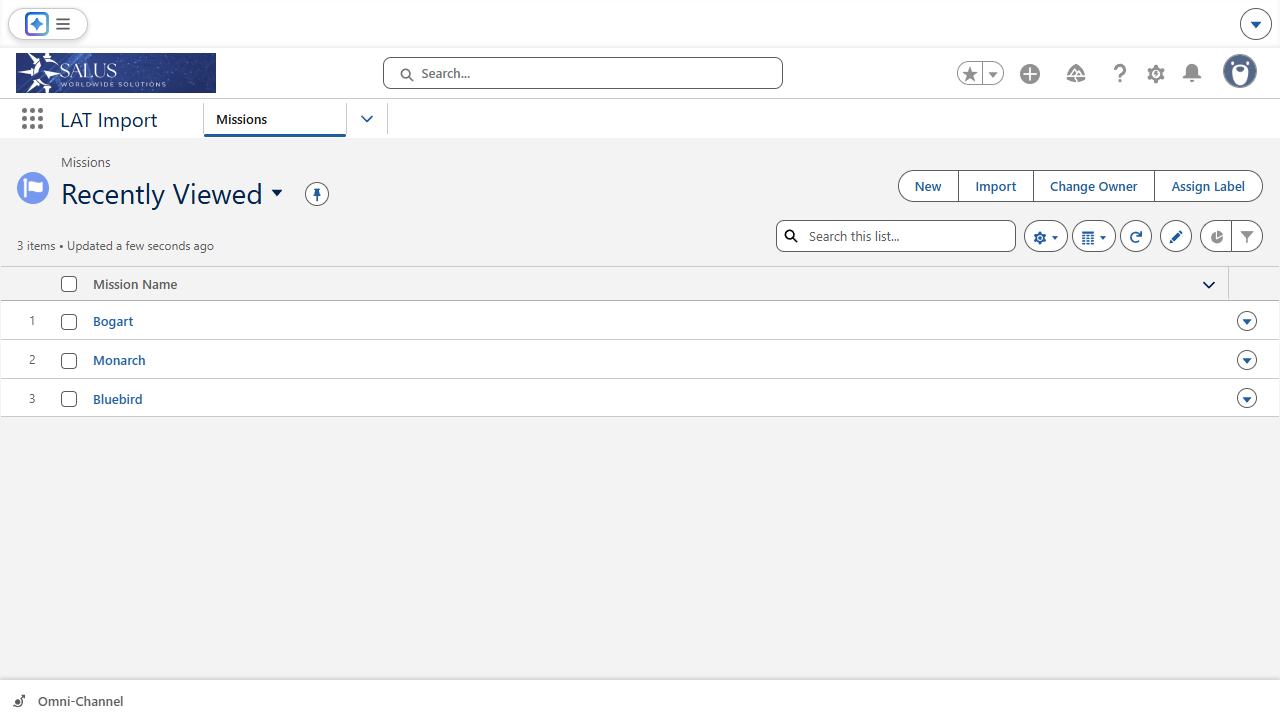 SALUS
WORLDWIDE SOLUTIONS
Search...
LAT Import
Missions
Missions
Recently Viewed
New
Import
Change Owner
Assign Label
3 items • Updated a few seconds ago
Search this list...
Mission Name
1 Bogart
2 Monarch
3 Bluebird
Omni-Channel